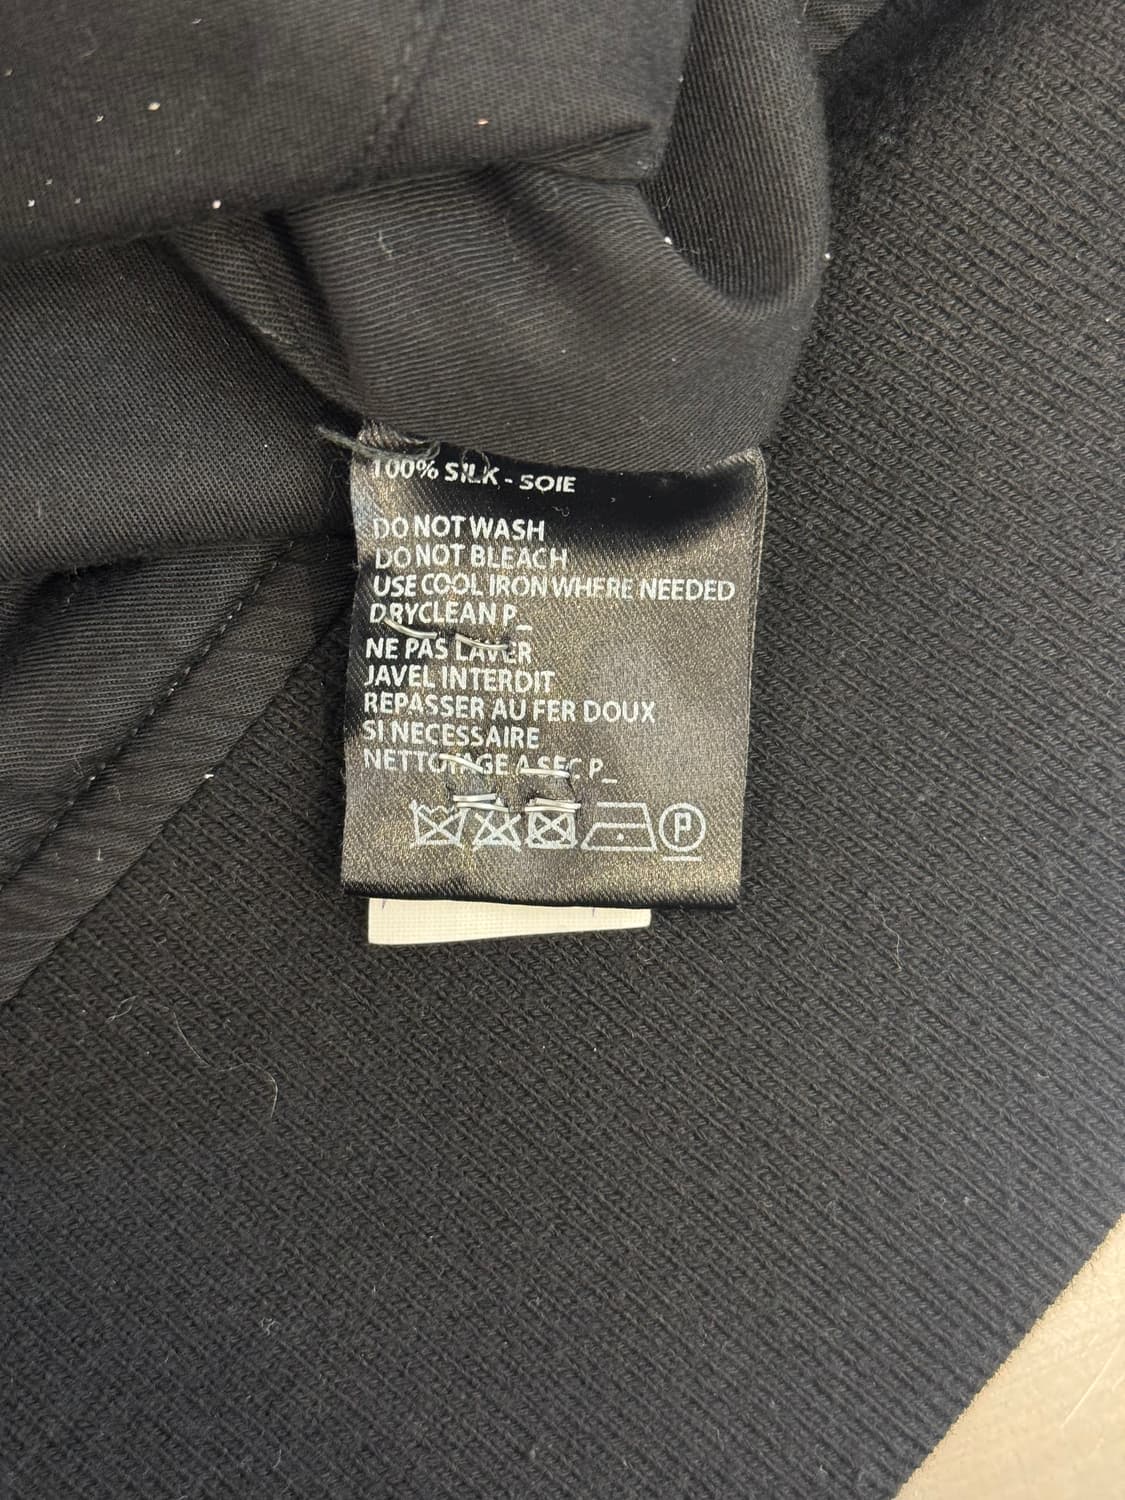 100% SILK - SOIE
DO NOT WASH
DO NOT BLEACH
USE COOL IRON WHERE NEEDED
DRYCLEAN P_
NE PAS LAVER
JAVEL INTERDIT
REPASSER AU FER DOUX
SI NECESSAIRE
NETTOYAGE A SEC P_
P